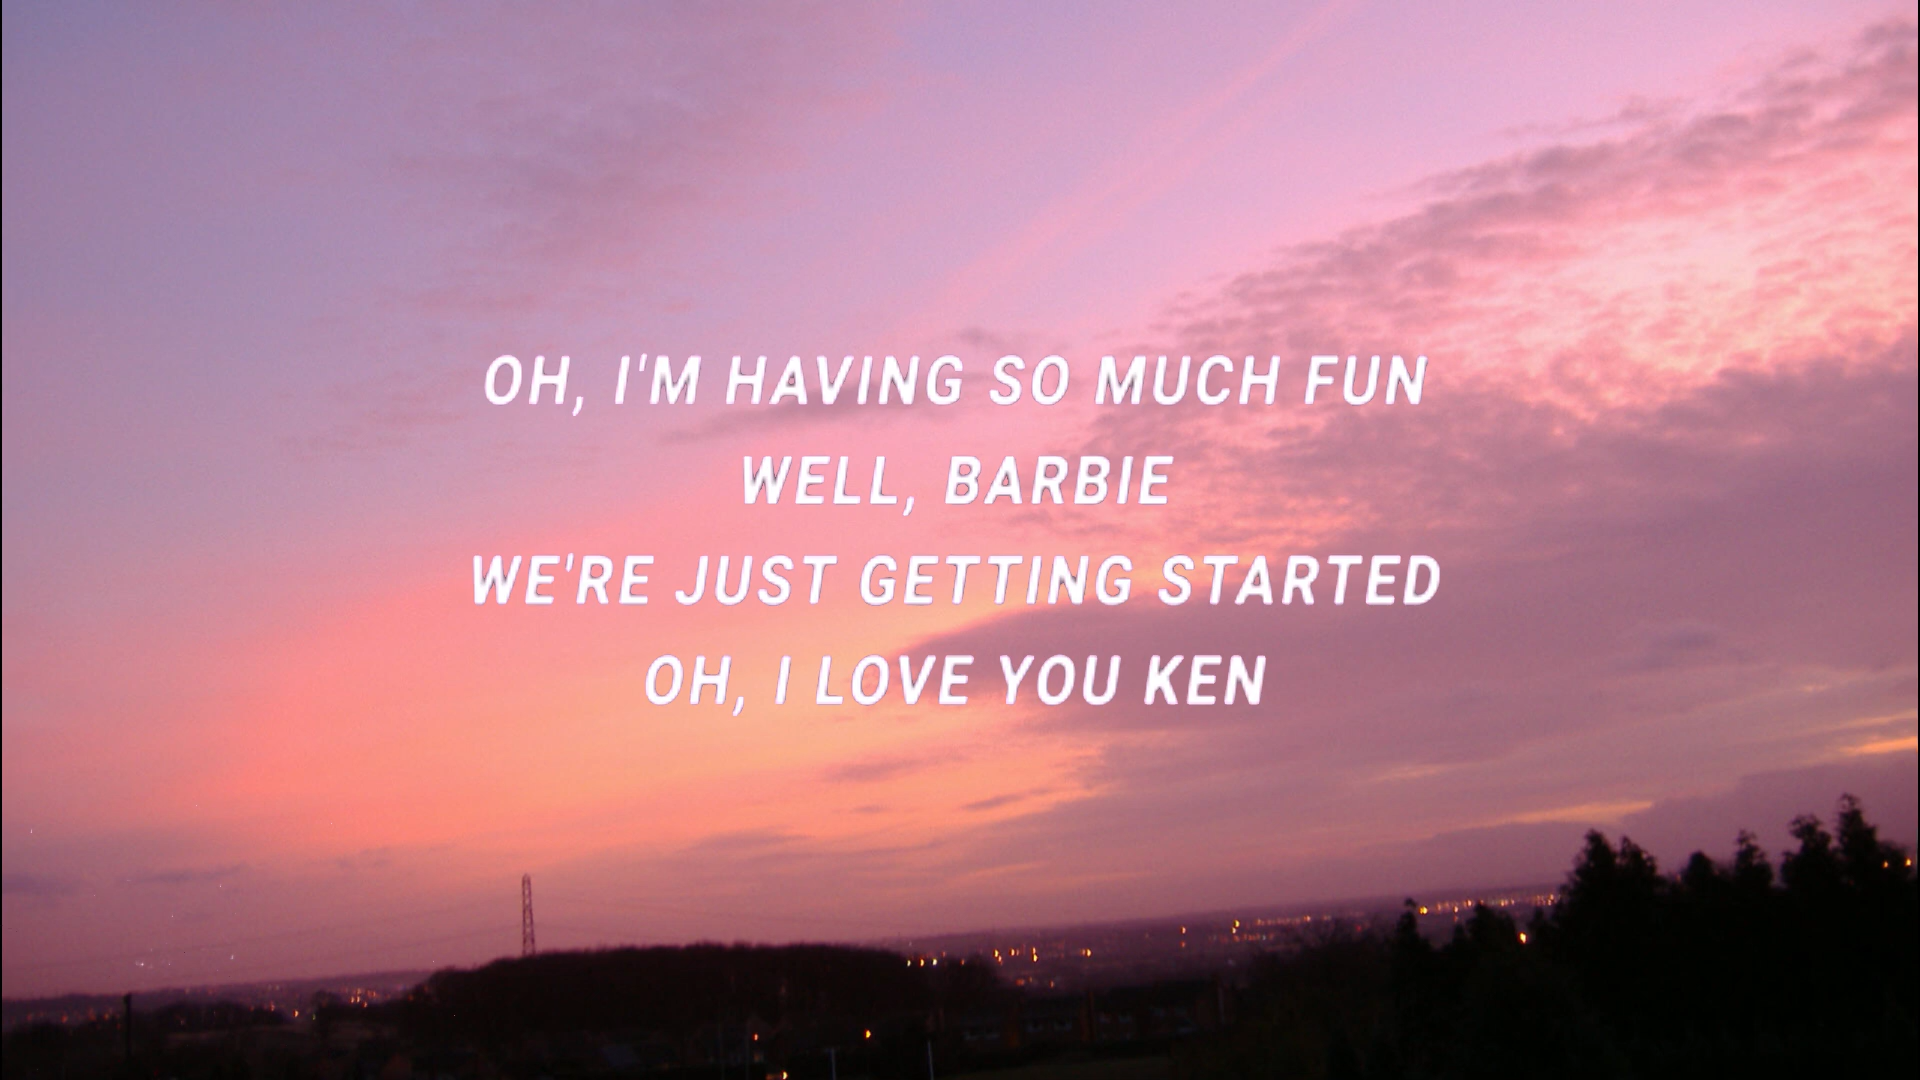 OH, I'M HAVING SO MUCH FUN
WELL, BARBIE
WE'RE JUST GETTING STARTED
OH, I LOVE YOU KEN